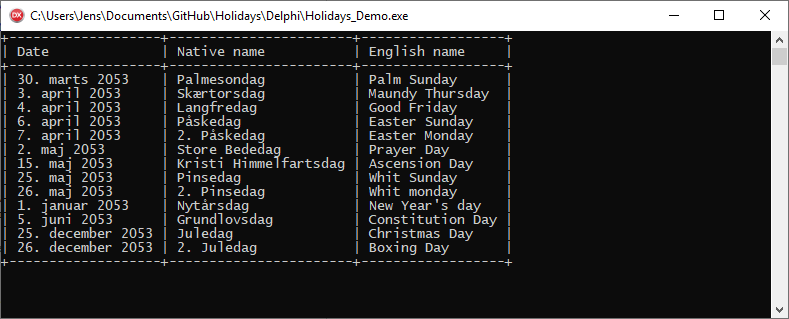 DX C:\Users\Jens\Documents\GitHub\Holidays\Delphi\Holidays_Demo.exe
+-------------------+----------------------+------------------+
| Date              | Native name          | English name     |
+-------------------+----------------------+------------------+
| 30. marts 2053    | Palmesondag          | Palm Sunday      |
| 3. april 2053     | Skærtorsdag          | Maundy Thursday  |
| 4. april 2053     | Langfredag           | Good Friday      |
| 6. april 2053     | Påskedag             | Easter Sunday    |
| 7. april 2053     | 2. Påskedag          | Easter Monday    |
| 2. maj 2053       | Store Bededag        | Prayer Day       |
| 15. maj 2053      | Kristi Himmelfartsdag | Ascension Day    |
| 25. maj 2053      | Pinsedag             | Whit Sunday      |
| 26. maj 2053      | 2. Pinsedag          | Whit monday      |
| 1. januar 2053    | Nytårsdag            | New Year's day   |
| 5. juni 2053      | Grundlovsdag         | Constitution Day |
| 25. december 2053 | Juledag              | Christmas Day    |
| 26. december 2053 | 2. Juledag           | Boxing Day       |
+-------------------+----------------------+------------------+